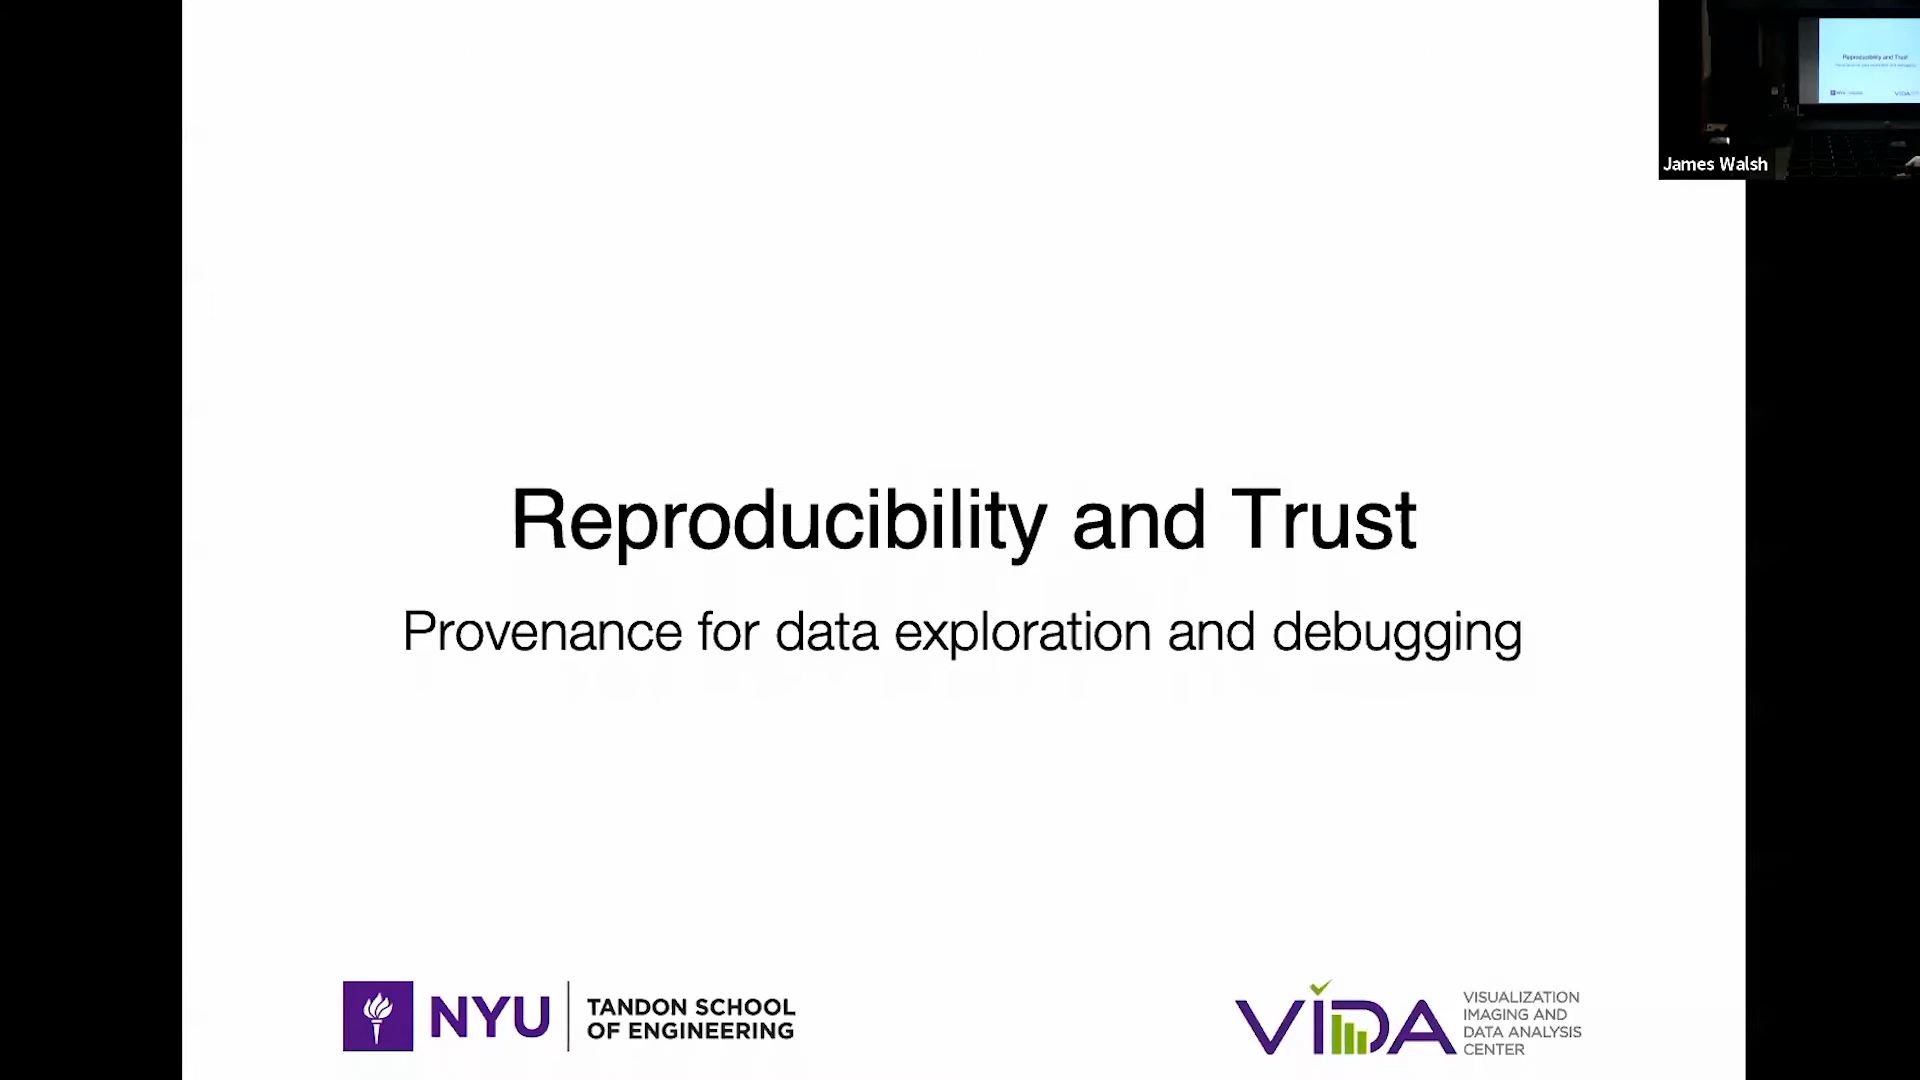 James Walsh
Reproducibility and Trust
Provenance for data exploration and debugging
NYU
TANDON SCHOOL
OF ENGINEERING
VIDA
VISUALIZATION
IMAGING AND
DATA ANALYSIS
CENTER